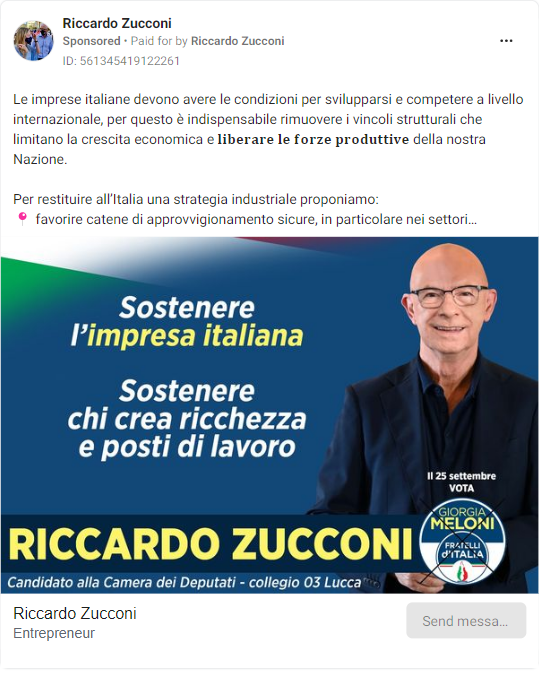 Riccardo Zucconi
Sponsored • Paid for by Riccardo Zucconi
ID: 561345419122261
Le imprese italiane devono avere le condizioni per svilupparsi e competere a livello
internazionale, per questo è indispensabile rimuovere i vincoli strutturali che
limitano la crescita economica e liberare le forze produttive della nostra
Nazione.
Per restituire all'Italia una strategia industriale proponiamo:
📍 favorire catene di approvvigionamento sicure, in particolare nei settori...
Sostenere
l'impresa italiana
Sostenere
chi crea ricchezza
e posti di lavoro
Il 25 settembre
VOTA
GIORGIA
MELONI
FRATELLI
d'ITALIA
RICCARDO ZUCCONI
Candidato alla Camera dei Deputati - collegio 03 Lucca
Riccardo Zucconi
Entrepreneur
Send messa...